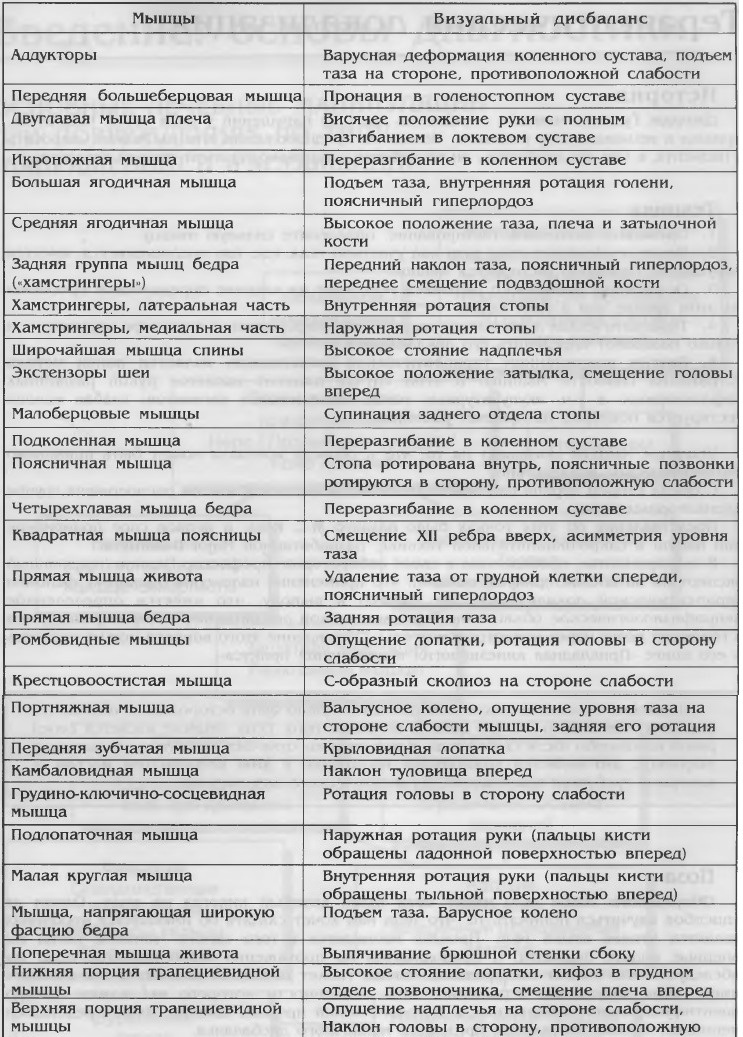 Мышцы Визуальный дисбаланс
Аддукторы Варусная деформация коленного сустава, подъем
таза на стороне, противоположной слабости
Передняя большеберцовая мышца Пронация в голеностопном суставе
Двуглавая мышца плеча Висячее положение руки с полным
разгибанием в локтевом суставе
Икроножная мышца Переразгибание в коленном суставе
Большая ягодичная мышца Подъем таза, внутренняя ротация голени,
поясничный гиперлордоз
Средняя ягодичная мышца Высокое положение таза, плеча и затылочной
кости
Задняя группа мышц бедра Передний наклон таза, поясничный гиперлордоз,
(«хамстрингеры») переднее смещение подвздошной кости
Хамстрингеры, латеральная часть Внутренняя ротация стопы
Хамстрингеры, медиальная часть Наружная ротация стопы
Широчайшая мышца спины Высокое стояние надплечья
Экстензоры шеи Высокое положение затылка, смещение головы
вперед
Малоберцовые мышцы Супинация заднего отдела стопы
Подколенная мышца Переразгибание в коленном суставе
Поясничная мышца Стопа ротирована внутрь, поясничные позвонки
ротируются в сторону, противоположную слабости
Четырехглавая мышца бедра Переразгибание в коленном суставе
Квадратная мышца поясницы Смещение XII ребра вверх, асимметрия уровня
таза
Прямая мышца живота Удаление таза от грудной клетки спереди,
поясничный гиперлордоз
Прямая мышца бедра Задняя ротация таза
Ромбовидные мышцы Опущение лопатки, ротация головы в сторону
слабости
Крестцовоостистая мышца С-образный сколиоз на стороне слабости
Портняжная мышца Вальгусное колено, опущение уровня таза на
стороне слабости мышцы, задняя его ротация
Передняя зубчатая мышца Крыловидная лопатка
Камбаловидная мышца Наклон туловища вперед
Грудино-ключично-сосцевидная Ротация головы в сторону слабости
мышца
Подлопаточная мышца Наружная ротация руки (пальцы кисти
обращены ладонной поверхностью вперед)
Малая круглая мышца Внутренняя ротация руки (пальцы кисти
обращены тыльной поверхностью вперед)
Мышца, напрягающая широкую Подъем таза. Варусное колено
фасцию бедра
Поперечная мышца живота Выпячивание брюшной стенки сбоку
Нижняя порция трапециевидной Высокое стояние лопатки, кифоз в грудном
мышцы отделе позвоночника, смещение плеча вперед
Верхняя порция трапециевидной Опущение надплечья на стороне слабости,
мышцы Наклон головы в сторону, противоположную